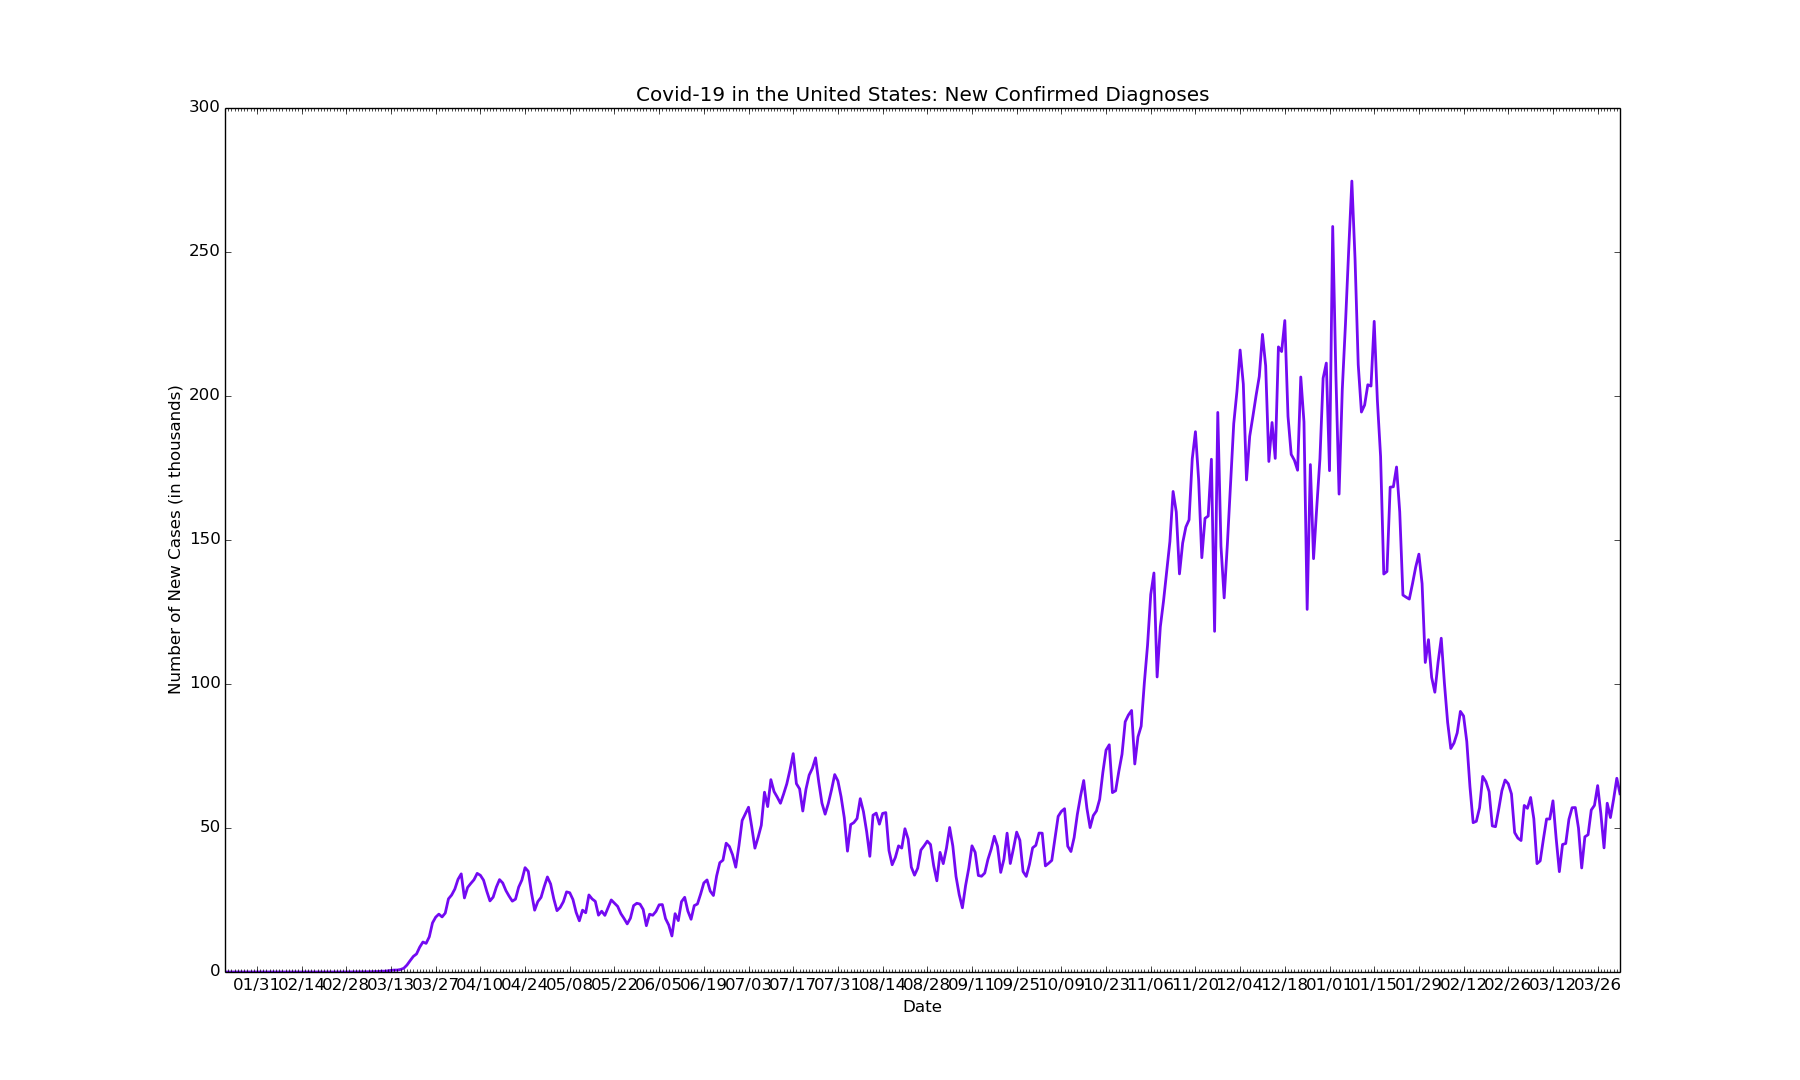 Covid-19 in the United States: New Confirmed Diagnoses
300
250
200
150
100
50
0
Number of New Cases (in thousands)
01/31 02/14 02/28 03/13 03/27 04/10 04/24 05/08 05/22 06/05 06/19 07/03 07/17 07/31 08/14 08/28 09/11 09/25 10/09 10/23 11/06 11/20 12/04 12/18 01/01 01/15 01/29 02/12 02/26 03/12 03/26
Date